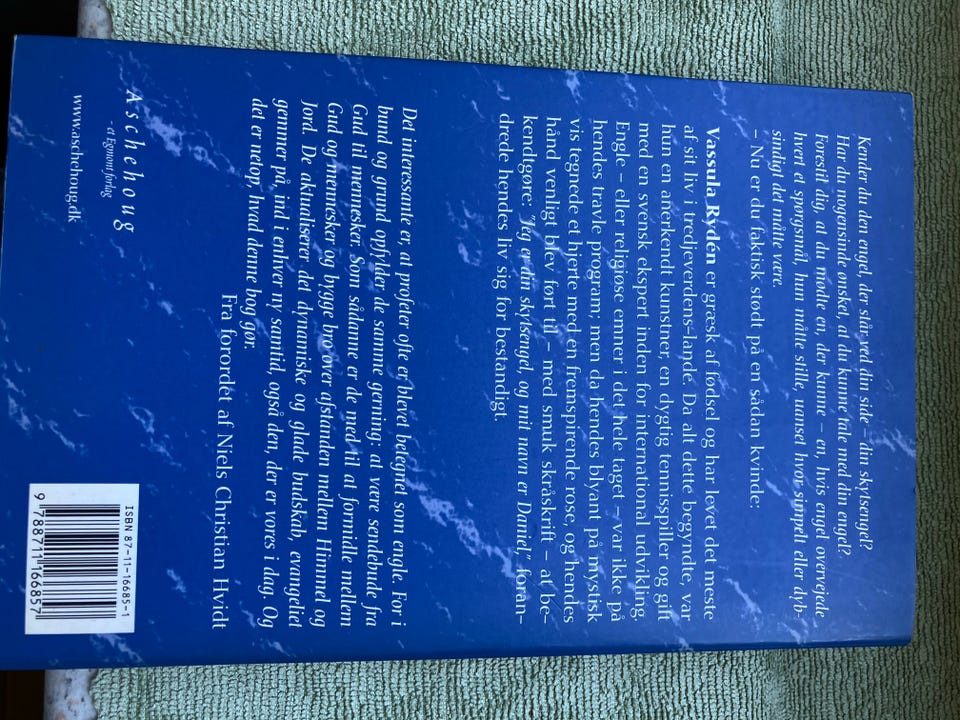 Kender du den engel, der står ved din side – din skytsengel?
Har du nogensinde ønsket, at du kunne tale med din engel?
Forestil dig, at du mødte en, der kunne – en, hvis engel overvejede
hvert et spørgsmål, hun måtte stille, uanset hvor simpelt eller dyb-
sindigt det måtte være.
– Nu er du faktisk stødt på en sådan kvinde:
Vassula Rydén er græsk af fødsel og har levet det meste
af sit liv i tredjeverdens-lande. Da alt dette begyndte, var
hun en anerkendt kunstner, en dygtig tennisspiller og gift
med en svensk ekspert inden for international udvikling.
Engle – eller religiøse emner i det hele taget – var ikke på
hendes travle program; men da hendes blyant på mystisk
vis tegnede et hjerte med en fremspirende rose, og hendes
hånd venligt blev ført til – med smuk skråskrift – at be-
kendtgøre: "Jeg er din skytsengel, og mit navn er Daniel," foran-
drede hendes liv sig for bestandigt.
Det interessante er, at profeter ofte er blevet betegnet som engle. For i
bund og grund opfylder de samme gerning: at være sendebude fra
Gud til mennesker. Som sådanne er de med til at formidle mellem
Gud og mennesker og bygge bro over afstanden mellem Himmel og
Jord. De aktualiserer det dynamiske og glade budskab, evangeliet
gemmer på, ind i enhver ny samtid, også den, der er vores i dag. Og
det er netop, hvad denne bog gør.
Fra forordet af Niels Christian Hvidt
Aschehoug
- et Egmont forlag
www.aschehoug.dk
ISBN 87-11-16685-1
9 788711 166857